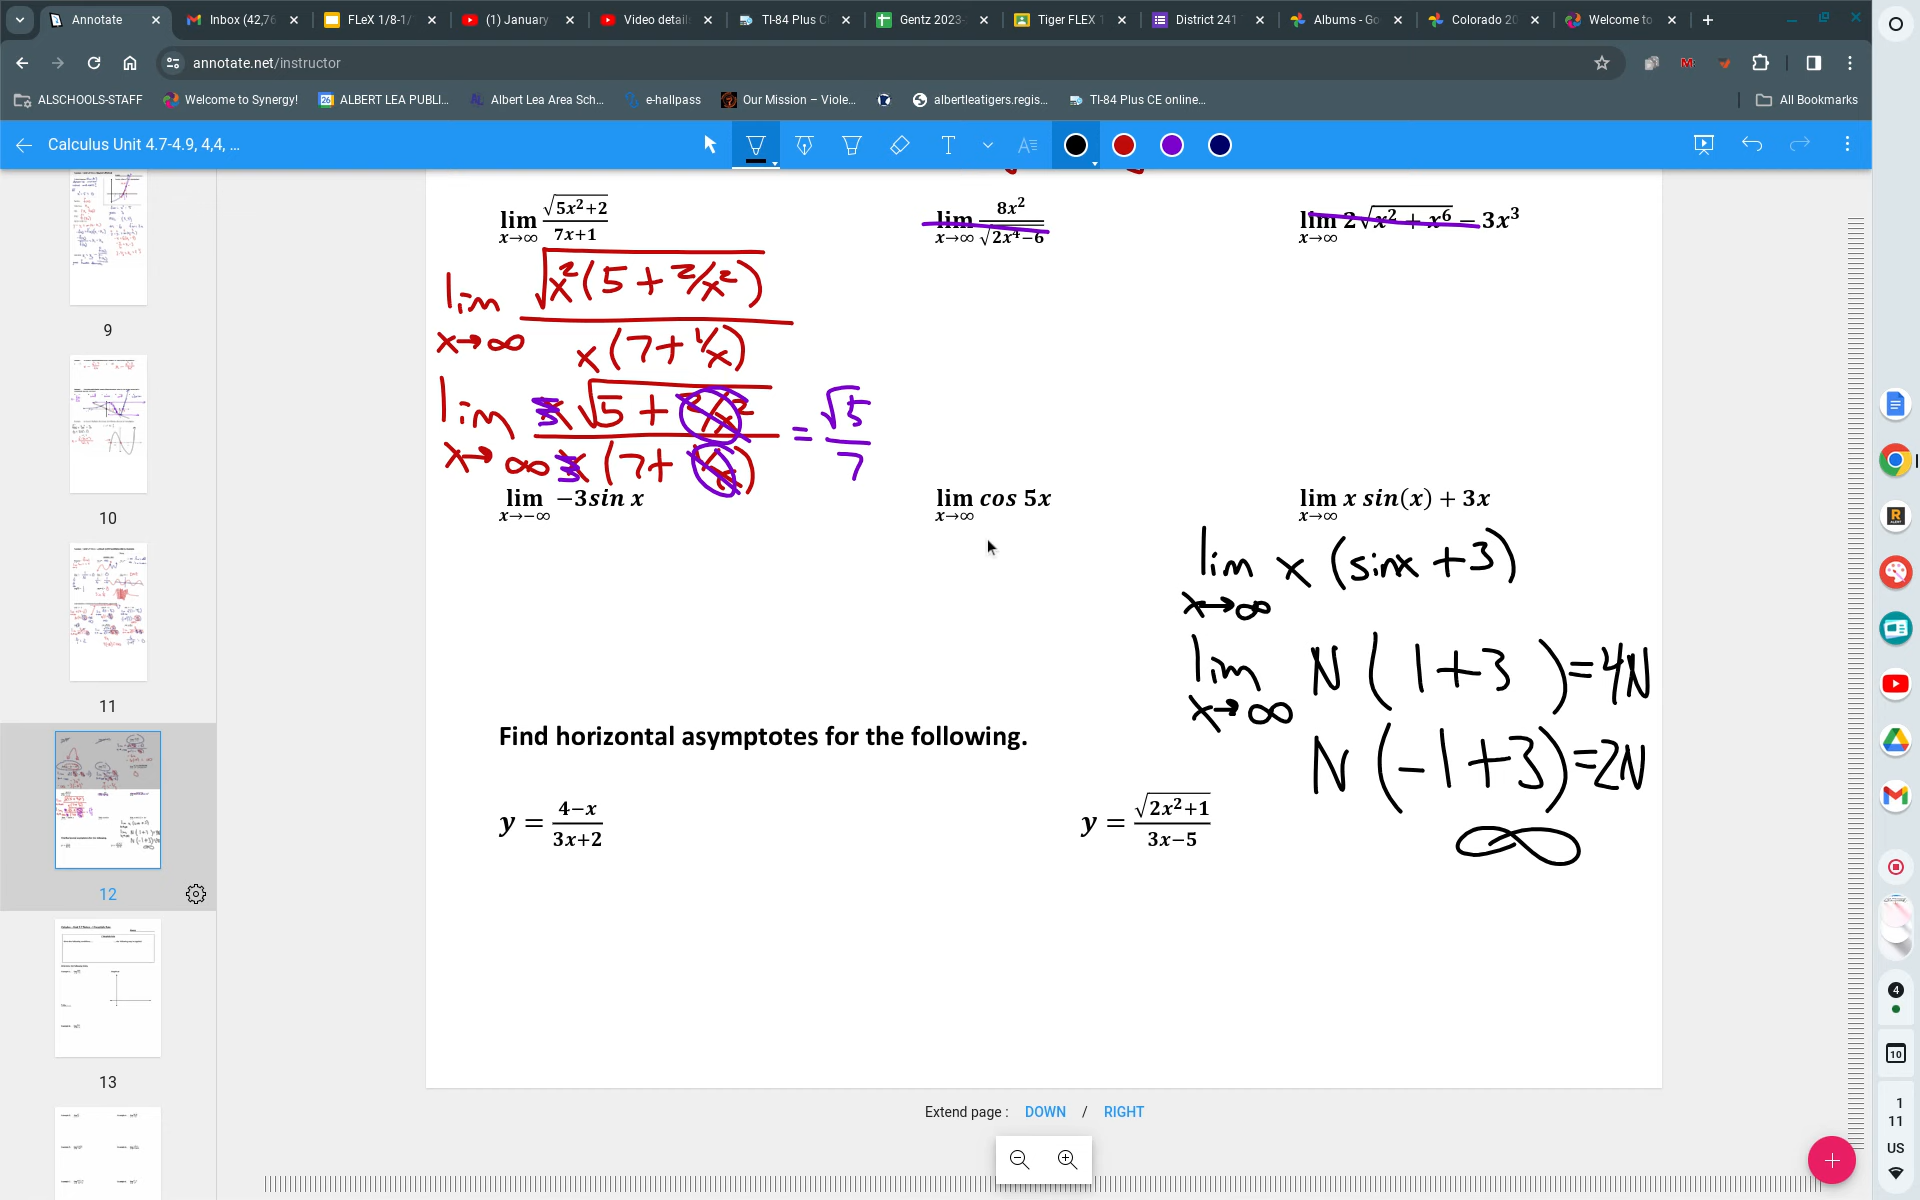 Annotate
Inbox (42,76
FLeX 1/8-1/
(1) January
Video detail
TI-84 Plus C
Gentz 2023-
Tiger FLEX 1
District 241
Albums - Go
Colorado 20
Welcome to
annotate.net/instructor
ALSCHOOLS-STAFF
Welcome to Synergy!
ALBERT LEA PUBLI...
Albert Lea Area Sch...
e-hallpass
Our Mission – Viole...
albertleatigers.regis...
TI-84 Plus CE online...
All Bookmarks
Calculus Unit 4.7-4.9, 4,4, ...
lim x→∞ √(5x²+2) / (7x+1)
lim x→∞ 8x² / √(2x⁴−6)
lim x→∞ 2√(x² + x⁶) − 3x³
lim x→∞ √(x²(5 + 2/x²)) / x(7 + 1/x)
lim x→∞ x√(5 + 2/x²) / x(7 + 1/x) = √5 / 7
lim x→−∞ −3sin x
lim x→∞ cos 5x
lim x→∞ x sin(x) + 3x
lim x→∞ x (sinx + 3)
lim x→∞ N (1+3) = 4N
N (−1+3) = 2N
∞
Find horizontal asymptotes for the following.
y = (4−x) / (3x+2)
y = √(2x²+1) / (3x−5)
9
10
11
12
13
Extend page : DOWN / RIGHT
4
10
1
11
US